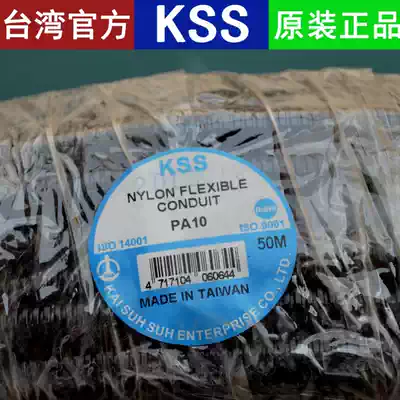 台湾官方
KSS
原装正品
KSS
NYLON FLEXIBLE
CONDUIT
PA10
ISO 14001
RoHS
ISO 9001
50M
4 717104 060644
MADE IN TAIWAN
KAI SUH SUH ENTERPRISE CO., LTD.